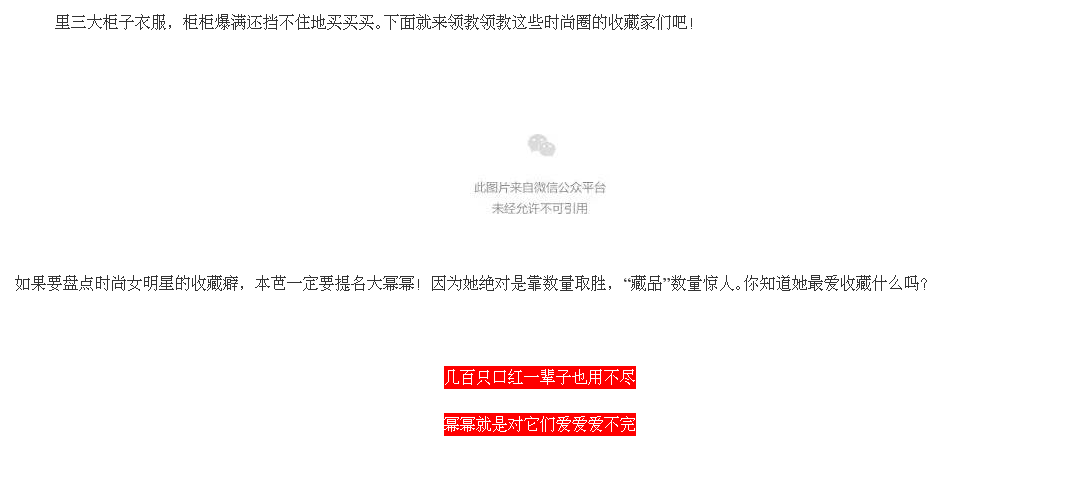 里三大柜子衣服，柜柜爆满还挡不住地买买买。下面就来领教领教这些时尚圈的收藏家们吧！
此图片来自微信公众平台
未经允许不可引用
如果要盘点时尚女明星的收藏癖，本芭一定要提名大幂幂！因为她绝对是靠数量取胜，“藏品”数量惊人。你知道她最爱收藏什么吗？
几百只口红一辈子也用不尽
幂幂就是对它们爱爱爱不完